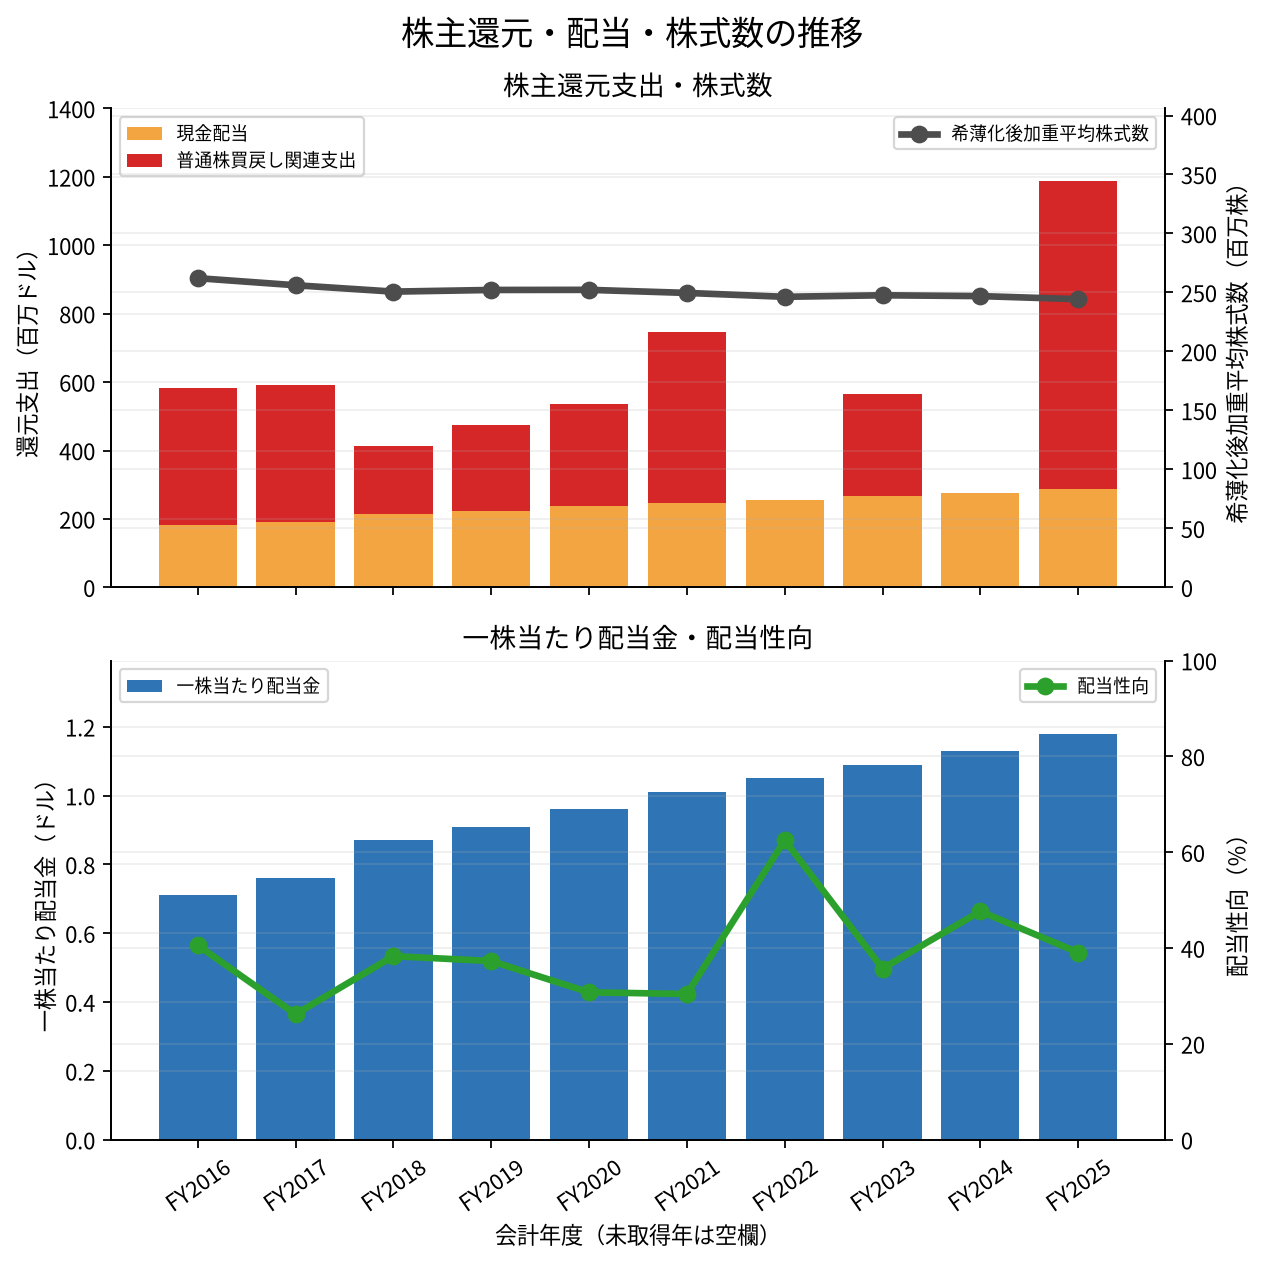 株主還元・配当・株式数の推移
株主還元支出・株式数
現金配当
普通株買戻し関連支出
希薄化後加重平均株式数
1400
1200
1000
800
600
400
200
0
還元支出（百万ドル）
400
350
300
250
200
150
100
50
0
希薄化後加重平均株式数（百万株）
一株当たり配当金・配当性向
一株当たり配当金
配当性向
1.2
1.0
0.8
0.6
0.4
0.2
0.0
一株当たり配当金（ドル）
100
80
60
40
20
0
配当性向（%）
FY2016
FY2017
FY2018
FY2019
FY2020
FY2021
FY2022
FY2023
FY2024
FY2025
会計年度（未取得年は空欄）